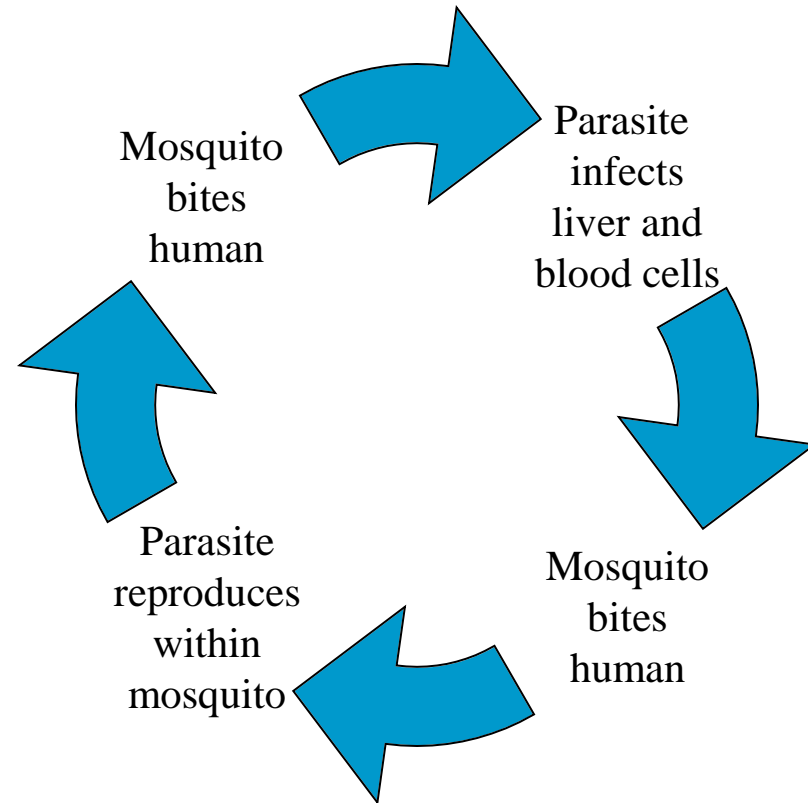 Mosquito
bites
human
Parasite
infects
liver and
blood cells
Mosquito
bites
human
Parasite
reproduces
within
mosquito